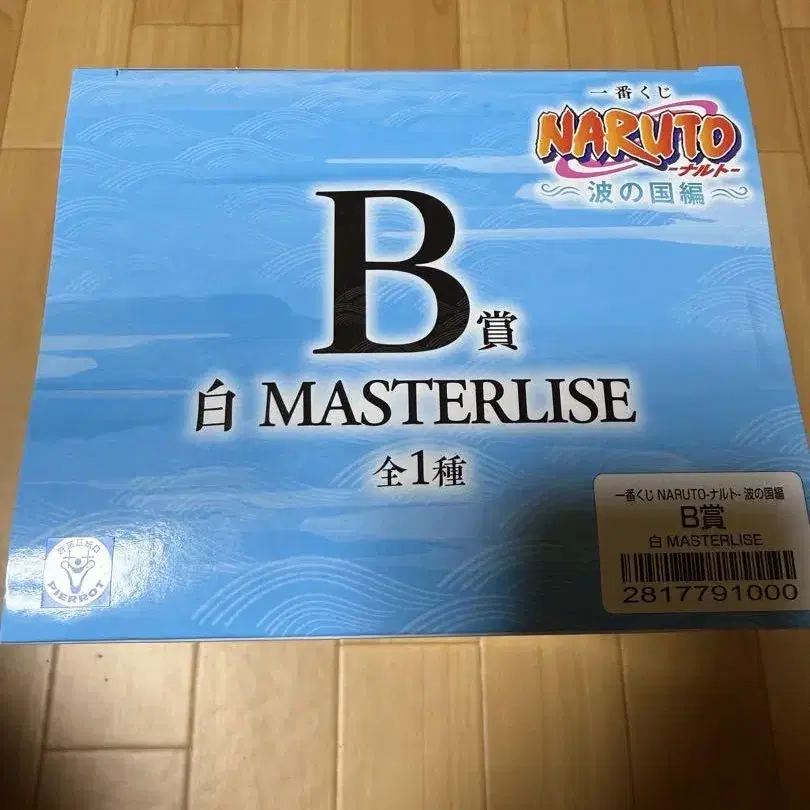 一番くじ
NARUTO
-ナルト-
～波の国編～
B賞
白 MASTERLISE
全1種
一番くじ NARUTO-ナルト- 波の国編
B賞
白 MASTERLISE
2817791000
PIERROT